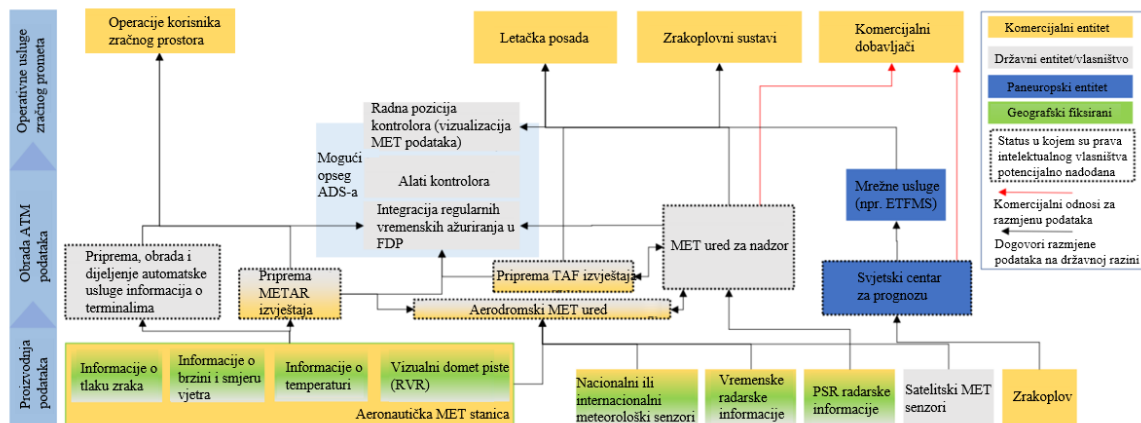 Operativne usluge
zračnog prometa
Obrada ATM
podataka
Proizvodnja
podataka
Operacije korisnika
zračnog prostora
Letačka posada
Zrakoplovni sustavi
Komercijalni
dobavljači
Radna pozicija
kontrolora (vizualizacija
MET podataka)
Mogući
opseg
ADS-a
Alati kontrolora
Integracija regularnih
vremenskih ažuriranja u
FDP
Mrežne usluge
(npr. ETFMS)
MET ured za nadzor
Priprema, obrada i
dijeljenje automatske
usluge informacija o
terminalima
Priprema
METAR
izvještaja
Priprema TAF izvještaja
Aerodromski MET ured
Svjetski centar
za prognozu
Informacije o
tlaku zraka
Informacije o
brzini i smjeru
vjetra
Informacije o
temperaturi
Vizualni domet piste
(RVR)
Aeronautička MET stanica
Nacionalni ili
internacionalni
meteorološki senzori
Vremenske
radarske
informacije
PSR radarske
informacije
Satelitski MET
senzori
Zrakoplov
Komercijalni entitet
Državni entitet/vlasništvo
Paneuropski entitet
Geografski fiksirani
Status u kojem su prava
intelektualnog vlasništva
potencijalno nadodana
Komercijalni odnosi za
razmjenu podataka
Dogovori razmjene
podataka na državnoj razini